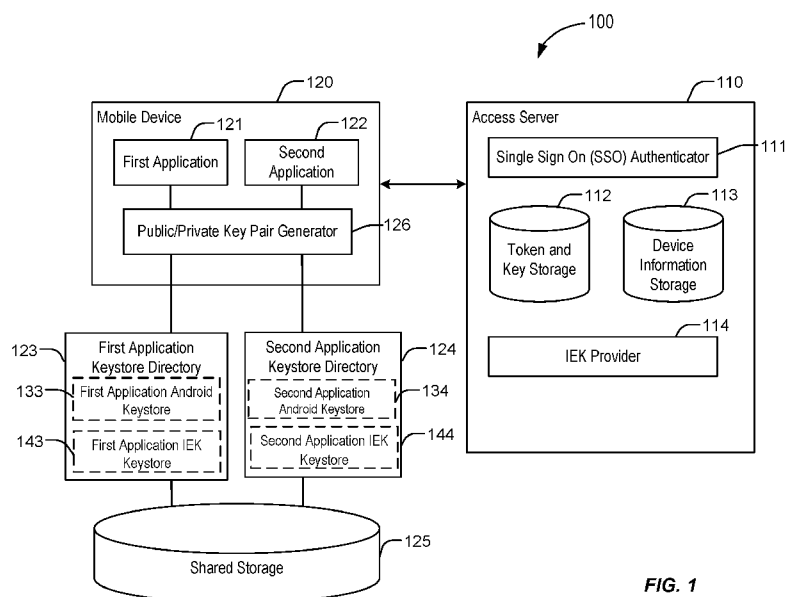 100
120
110
Mobile Device
121
122
First Application
Second
Application
Public/Private Key Pair Generator
126
Access Server
Single Sign On (SSO) Authenticator
111
112
113
Token and
Key Storage
Device
Information
Storage
114
IEK Provider
123
First Application
Keystore Directory
133
First Application Android
Keystore
143
First Application IEK
Keystore
Second Application
Keystore Directory
124
Second Application
Android Keystore
134
Second Application IEK
Keystore
144
Shared Storage
125
FIG. 1